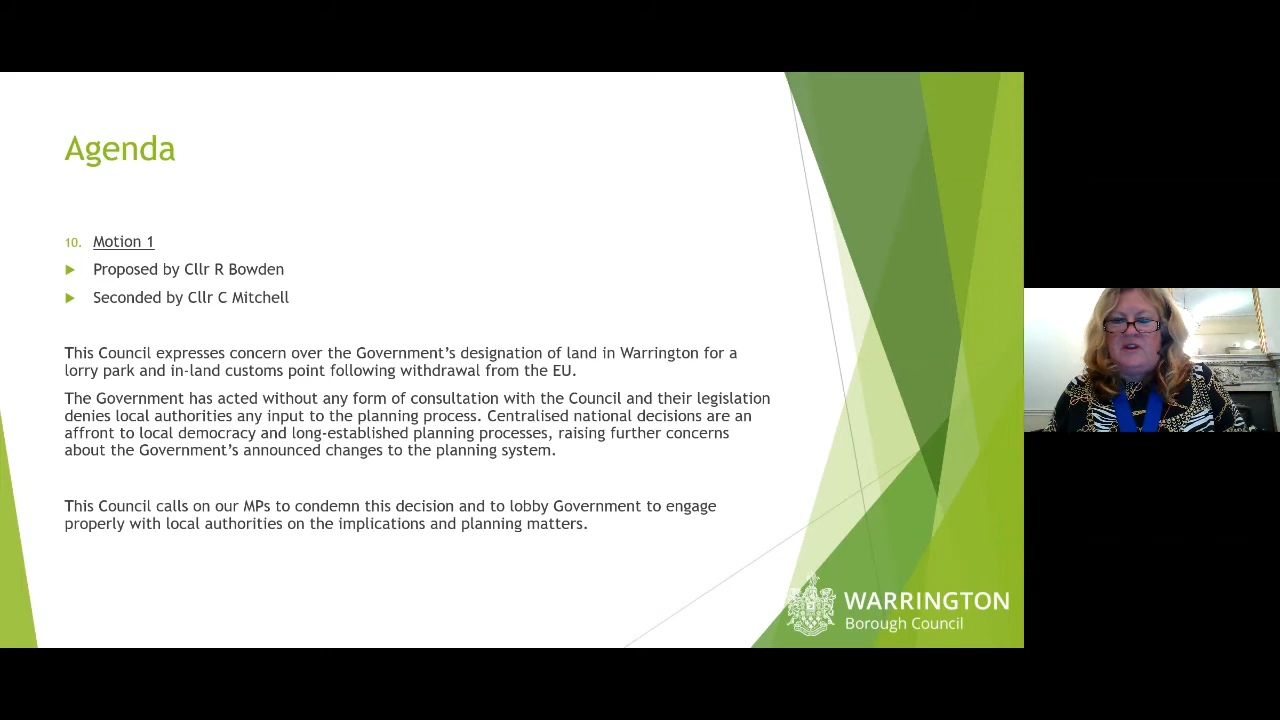 Agenda
10. Motion 1
Proposed by Cllr R Bowden
Seconded by Cllr C Mitchell
This Council expresses concern over the Government’s designation of land in Warrington for a
lorry park and in-land customs point following withdrawal from the EU.
The Government has acted without any form of consultation with the Council and their legislation
denies local authorities any input to the planning process. Centralised national decisions are an
affront to local democracy and long-established planning processes, raising further concerns
about the Government’s announced changes to the planning system.
This Council calls on our MPs to condemn this decision and to lobby Government to engage
properly with local authorities on the implications and planning matters.
WARRINGTON
Borough Council